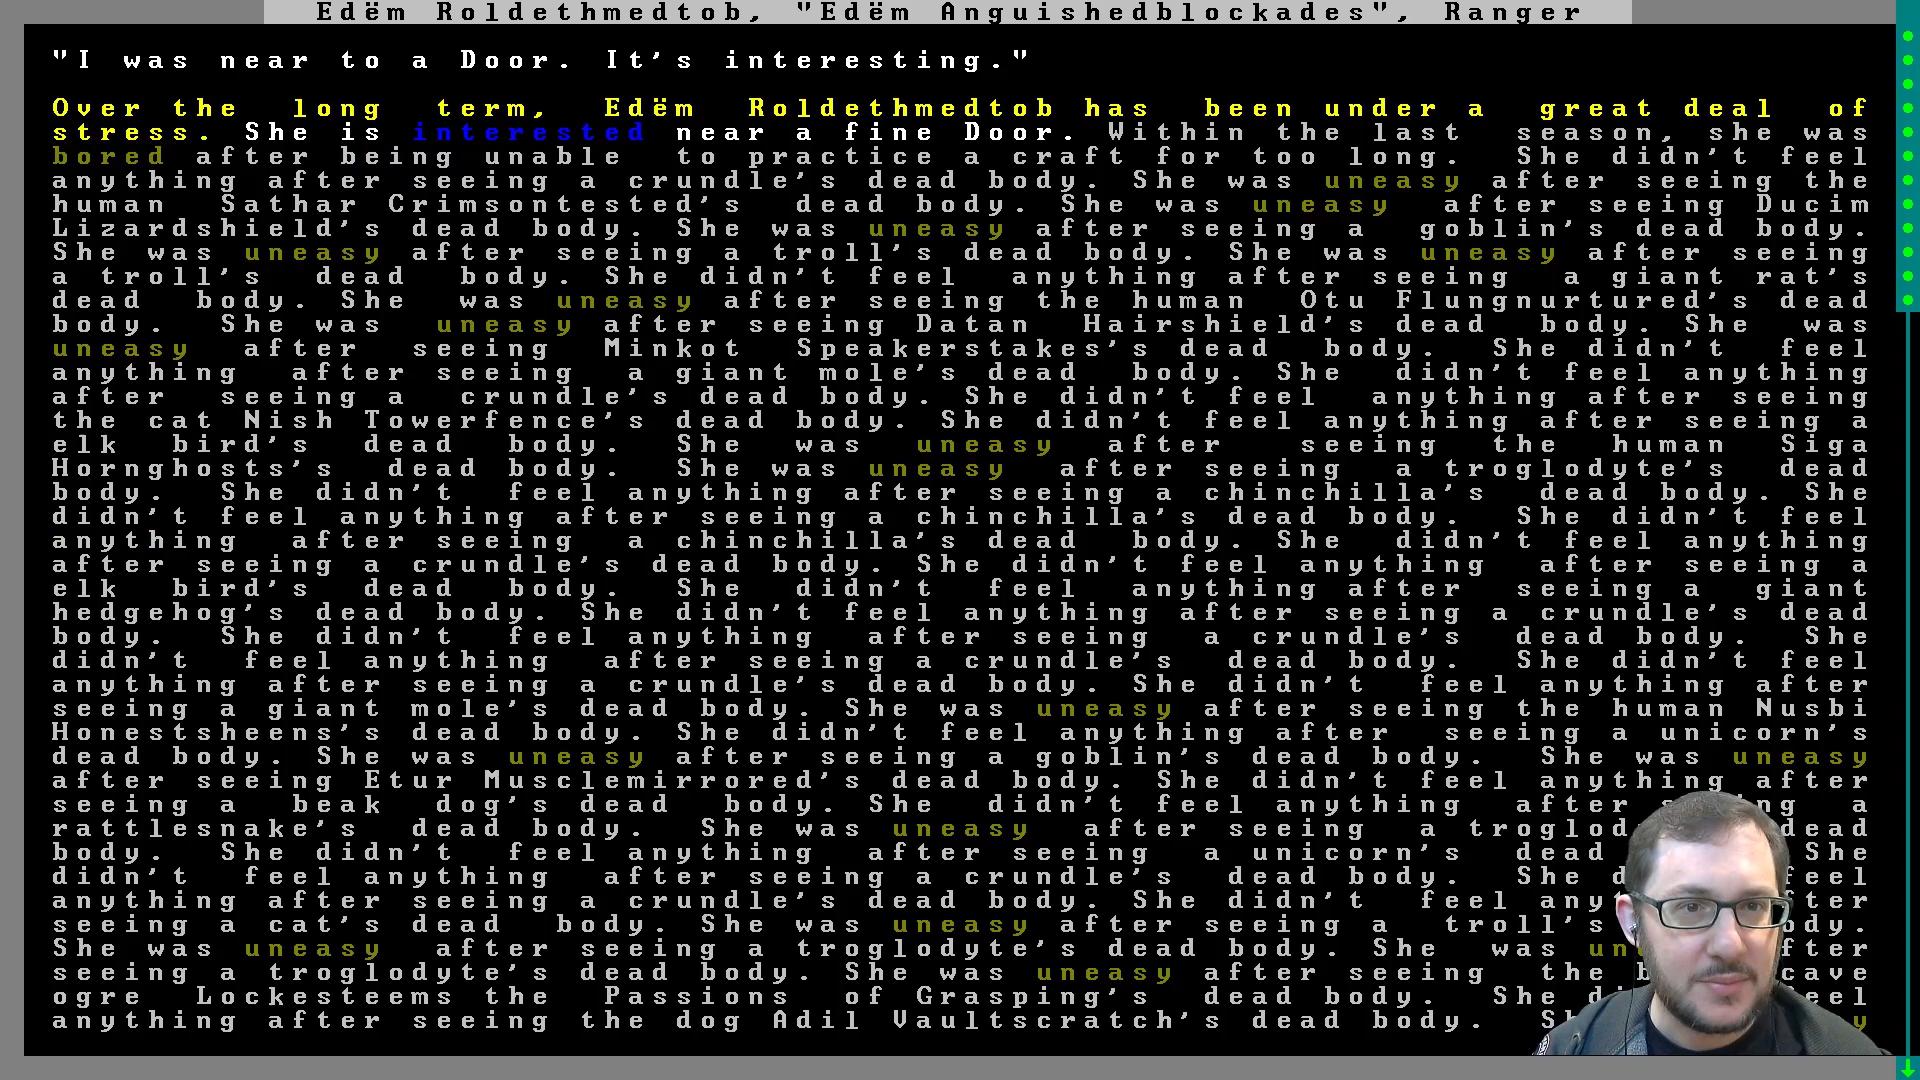 Edëm Roldethmedtob, "Edëm Anguishedblockades", Ranger
"I was near to a Door. It's interesting."
Over the long term, Edëm Roldethmedtob has been under a great deal of
stress. She is interested near a fine Door. Within the last season, she was
bored after being unable to practice a craft for too long. She didn't feel
anything after seeing a crundle's dead body. She was uneasy after seeing the
human Sathar Crimsontested's dead body. She was uneasy after seeing Ducim
Lizardshield's dead body. She was uneasy after seeing a goblin's dead body.
She was uneasy after seeing a troll's dead body. She was uneasy after seeing
a troll's dead body. She didn't feel anything after seeing a giant rat's
dead body. She was uneasy after seeing the human Otu Flungnurtured's dead
body. She was uneasy after seeing Datan Hairshield's dead body. She was
uneasy after seeing Minkot Speakerstakes's dead body. She didn't feel
anything after seeing a giant mole's dead body. She didn't feel anything
after seeing a crundle's dead body. She didn't feel anything after seeing
the cat Nish Towerfence's dead body. She didn't feel anything after seeing a
elk bird's dead body. She was uneasy after seeing the human Siga
Hornghosts's dead body. She was uneasy after seeing a troglodyte's dead
body. She didn't feel anything after seeing a chinchilla's dead body. She
didn't feel anything after seeing a chinchilla's dead body. She didn't feel
anything after seeing a chinchilla's dead body. She didn't feel anything
after seeing a crundle's dead body. She didn't feel anything after seeing a
elk bird's dead body. She didn't feel anything after seeing a giant
hedgehog's dead body. She didn't feel anything after seeing a crundle's dead
body. She didn't feel anything after seeing a crundle's dead body. She
didn't feel anything after seeing a crundle's dead body. She didn't feel
anything after seeing a crundle's dead body. She didn't feel anything after
seeing a giant mole's dead body. She was uneasy after seeing the human Nusbi
Honestsheens's dead body. She didn't feel anything after seeing a unicorn's
dead body. She was uneasy after seeing a goblin's dead body. She was uneasy
after seeing Etur Musclemirrored's dead body. She didn't feel anything after
seeing a beak dog's dead body. She didn't feel anything after a
rattlesnake's dead body. She was uneasy after seeing a dead
body. She didn't feel anything after seeing a unicorn's dead She
didn't feel anything after seeing a crundle's dead body. She feel
anything after seeing a crundle's dead body. She didn't feel
seeing a cat's dead body. She was uneasy after seeing a troll's
She was uneasy after seeing a troglodyte's dead body. She was
seeing a troglodyte's dead body. She was uneasy after seeing the cave
ogre Lockesteems the Passions of Grasping's dead body. She
anything after seeing the dog Adil Vaultscratch's dead body.